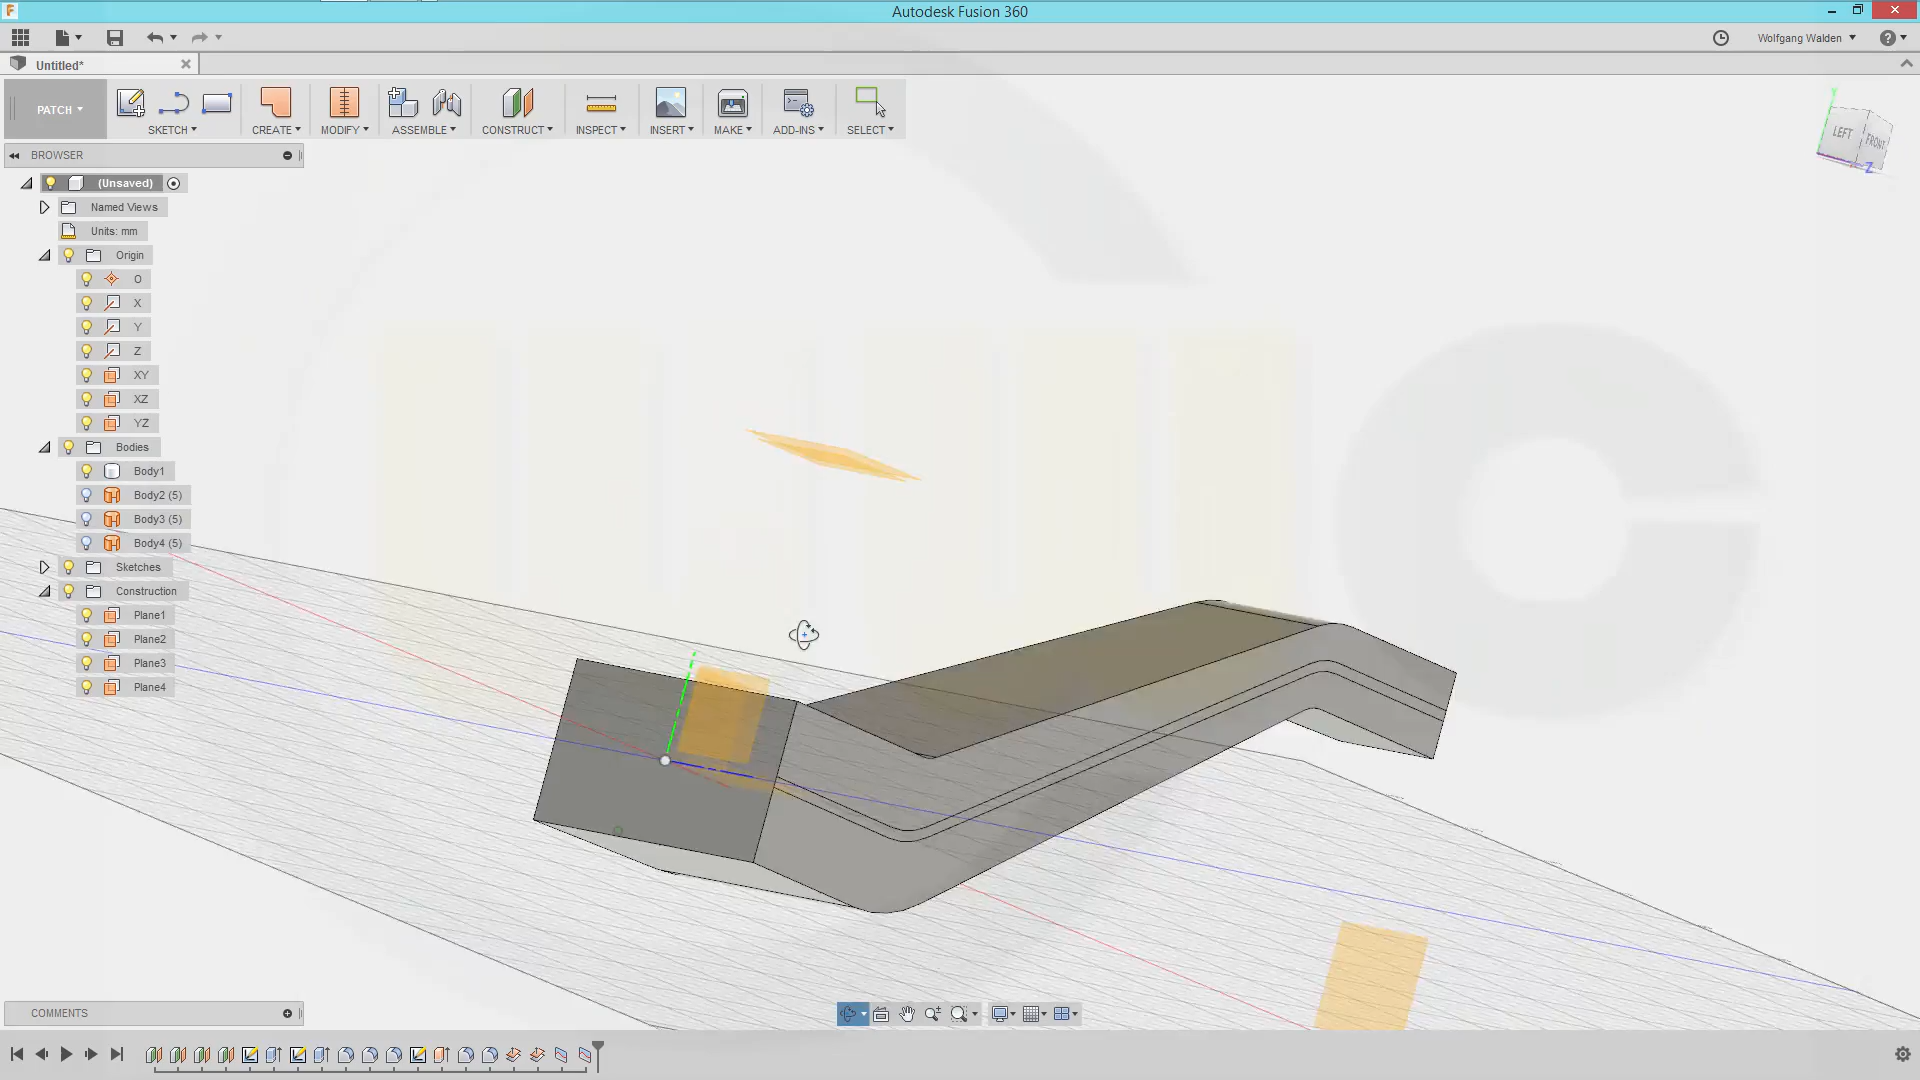 Autodesk Fusion 360
Wolfgang Walden
Untitled*
PATCH
SKETCH
CREATE
MODIFY
ASSEMBLE
CONSTRUCT
INSPECT
INSERT
MAKE
ADD-INS
SELECT
Y
LEFT
FRONT
Z
BROWSER
(Unsaved)
Named Views
Units: mm
Origin
O
X
Y
Z
XY
XZ
YZ
Bodies
Body1
Body2 (5)
Body3 (5)
Body4 (5)
Sketches
Construction
Plane1
Plane2
Plane3
Plane4
COMMENTS